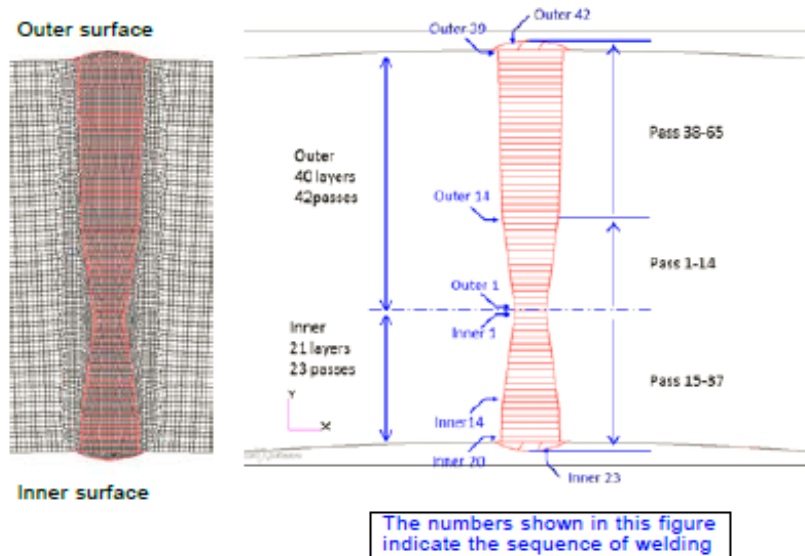 Outer surface
Outer 42
Outer 39
Pass 38-65
Outer
40 layers
42passes
Outer 14
Pass 1-14
Outer 1
Inner 1
Inner
21 layers
23 passes
Pass 15-37
Y
X
Inner14
Inner 20
Inner 23
Inner surface
The numbers shown in this figure
indicate the sequence of welding